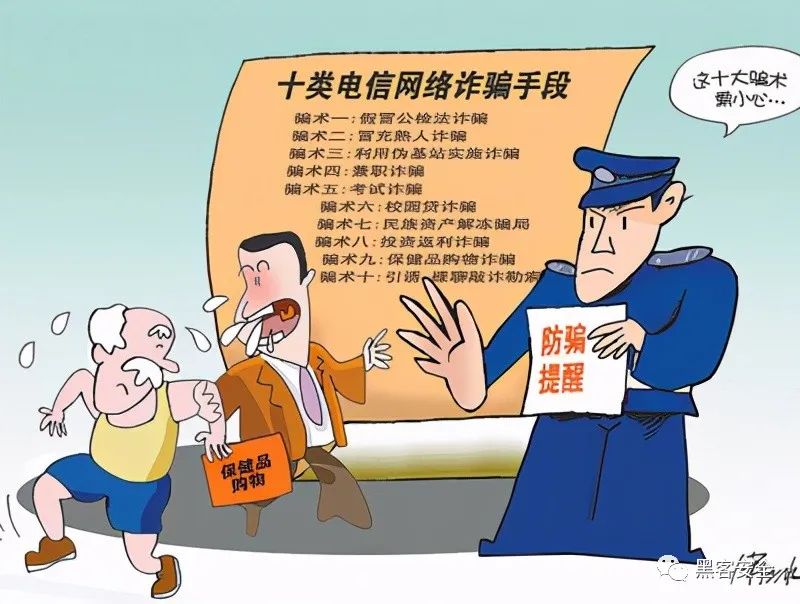 十类电信网络诈骗手段
骗术一：假冒公检法诈骗
骗术二：冒充熟人诈骗
骗术三：利用伪基站实施诈骗
骗术四：兼职诈骗
骗术五：考试诈骗
骗术六：校园贷诈骗
骗术七：民族资产解冻骗局
骗术八：投资返利诈骗
骗术九：保健品购物诈骗
骗术十：引诱裸聊敲诈勒索
这十大骗术
要小心…
防骗
提醒
保健品
购物
黑客安全